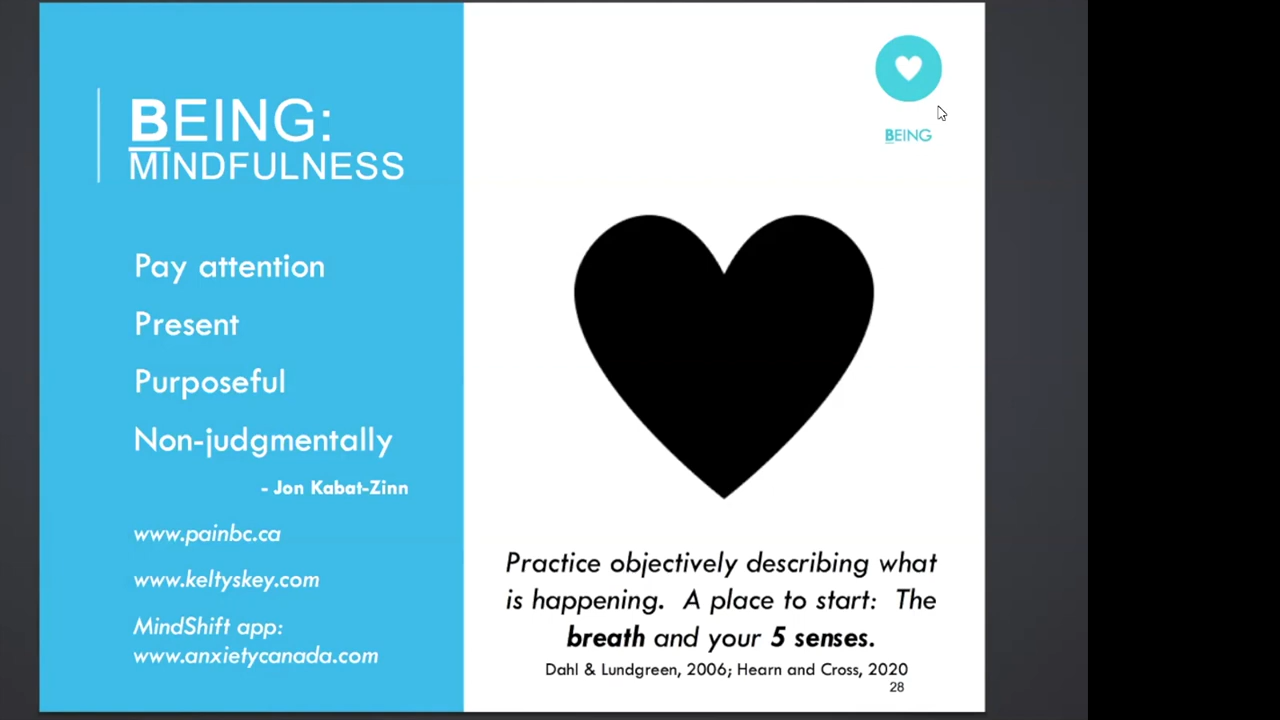 BEING:
MINDFULNESS
Pay attention
Present
Purposeful
Non-judgmentally
- Jon Kabat-Zinn
www.painbc.ca
www.keltyskey.com
MindShift app:
www.anxietycanada.com
BEING
Practice objectively describing what
is happening. A place to start: The
breath and your 5 senses.
Dahl & Lundgreen, 2006; Hearn and Cross, 2020
28